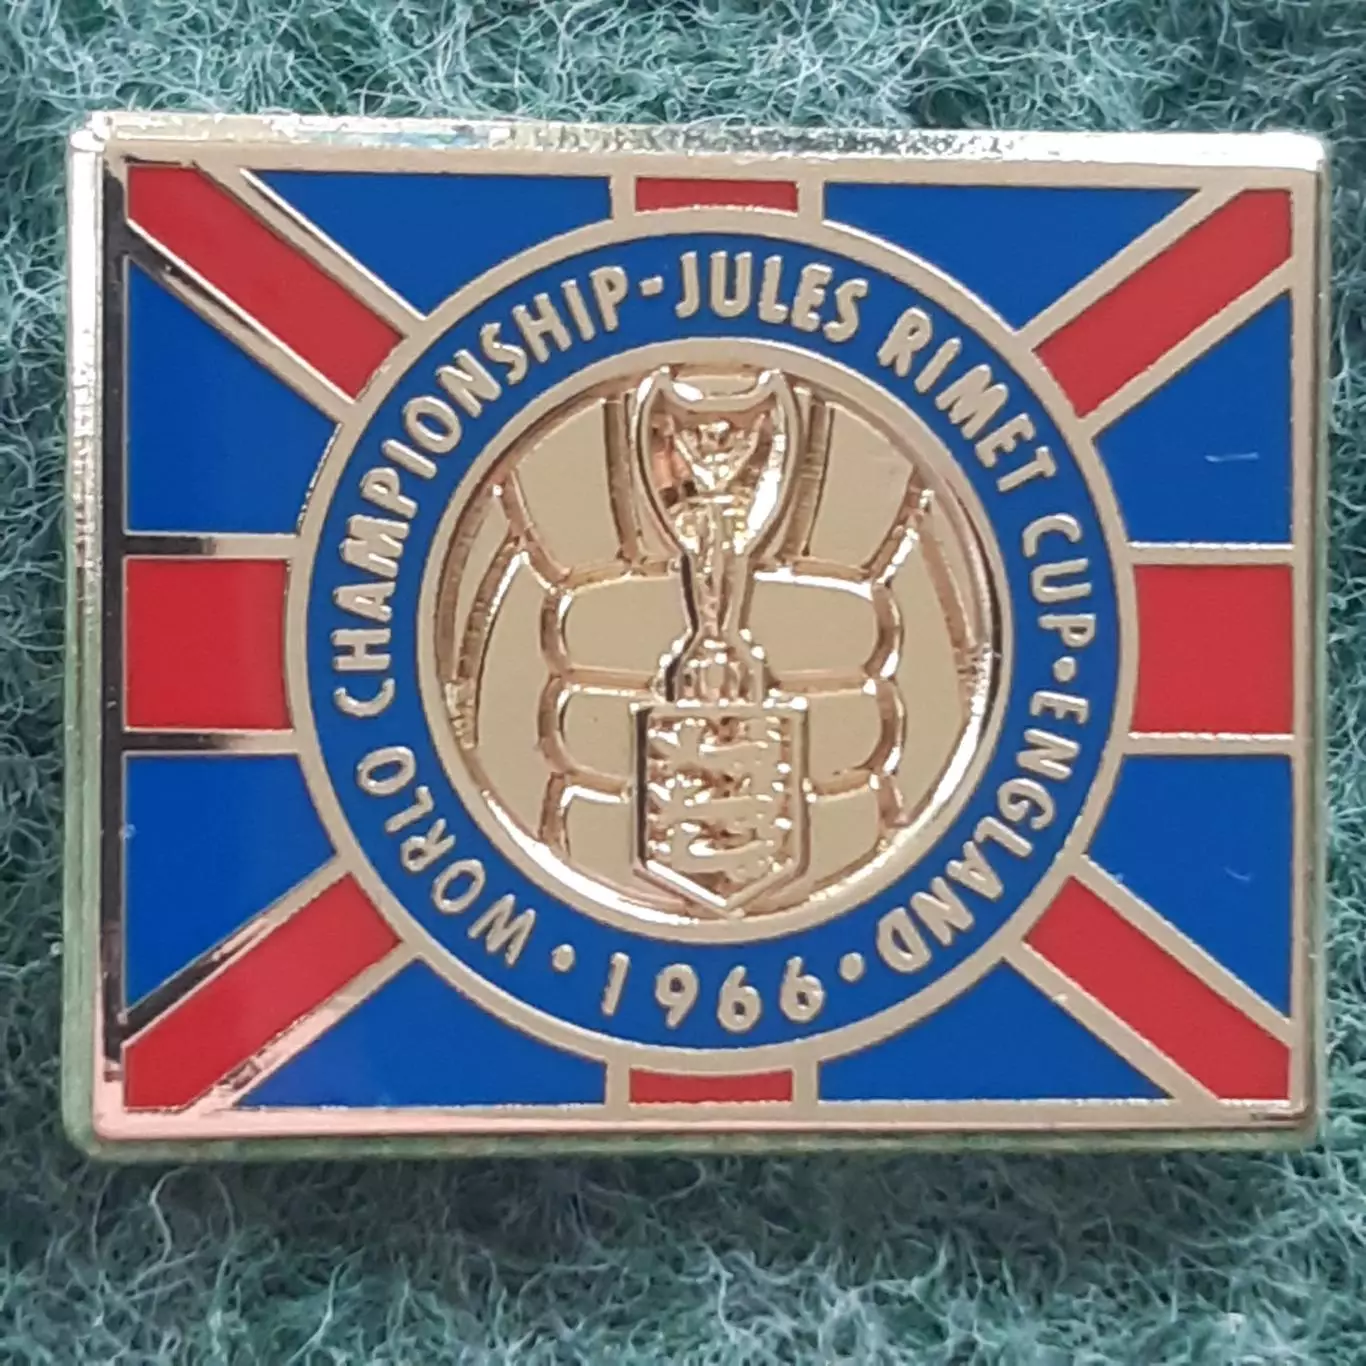 WORLD CHAMPIONSHIP-JULES RIMET CUP•ENGLAND•
1966•